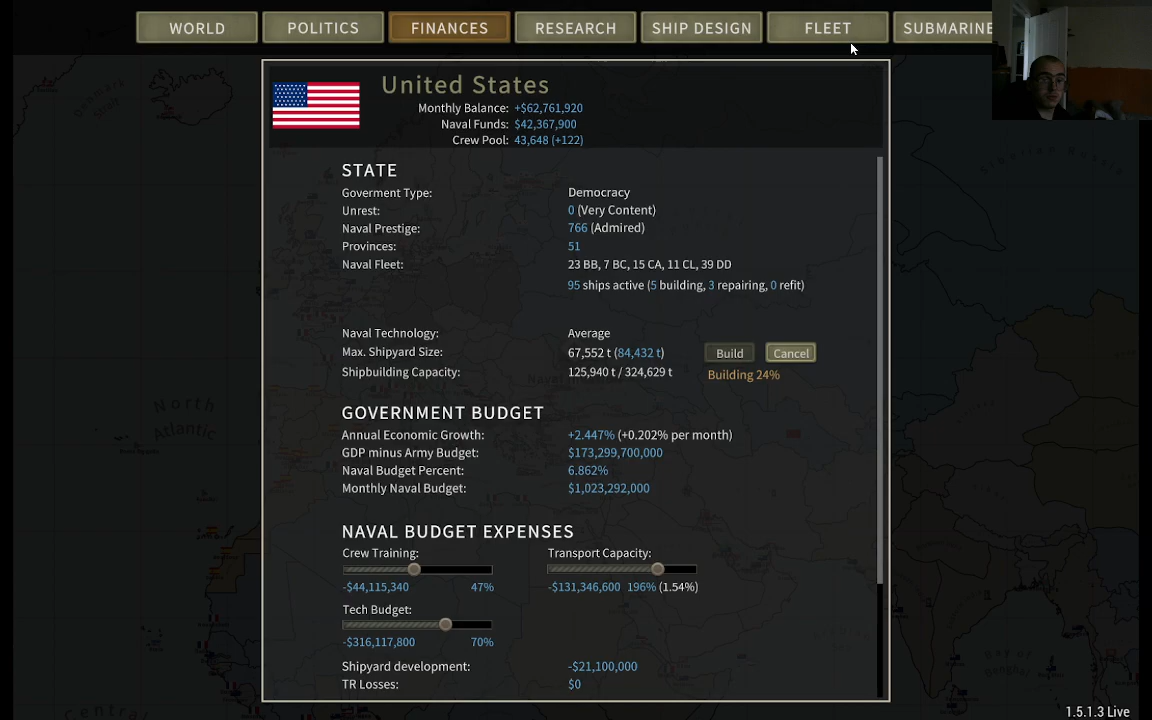 WORLD
POLITICS
FINANCES
RESEARCH
SHIP DESIGN
FLEET
SUBMARINE
United States
Monthly Balance: +$62,761,920
Naval Funds: $42,367,900
Crew Pool: 43,648 (+122)
STATE
Goverment Type: Democracy
Unrest: 0 (Very Content)
Naval Prestige: 766 (Admired)
Provinces: 51
Naval Fleet: 23 BB, 7 BC, 15 CA, 11 CL, 39 DD
95 ships active (5 building, 3 repairing, 0 refit)
Naval Technology: Average
Max. Shipyard Size: 67,552 t (84,432 t) Build Cancel
Shipbuilding Capacity: 125,940 t / 324,629 t Building 24%
GOVERNMENT BUDGET
Annual Economic Growth: +2.447% (+0.202% per month)
GDP minus Army Budget: $173,299,700,000
Naval Budget Percent: 6.862%
Monthly Naval Budget: $1,023,292,000
NAVAL BUDGET EXPENSES
Crew Training: Transport Capacity:
-$44,115,340 47% -$131,346,600 196% (1.54%)
Tech Budget:
-$316,117,800 70%
Shipyard development: -$21,100,000
TR Losses: $0
North
Atlantic
Siberian Russia
Central
Bay of
1.5.1.3 Live